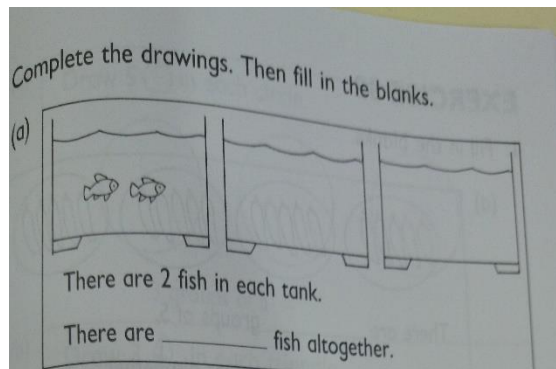 Complete the drawings. Then fill in the blanks.
(a)
There are 2 fish in each tank.
There are ________ fish altogether.